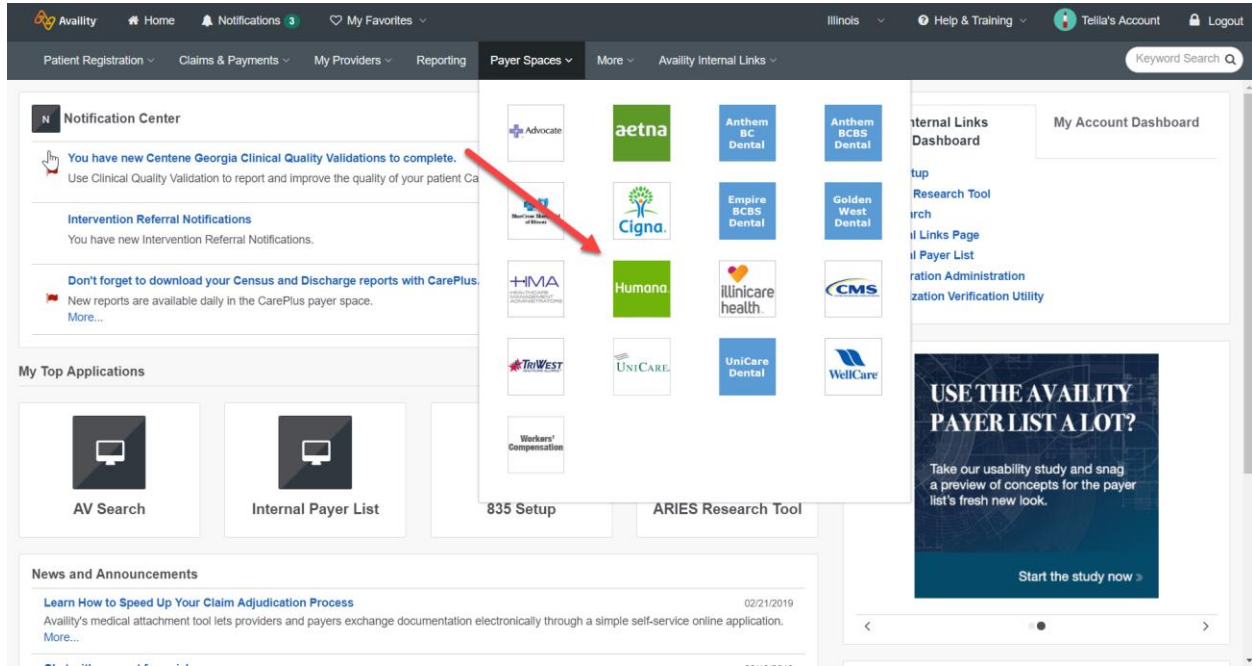 Availity Home Notifications 3 My Favorites Illinois Help & Training Telila's Account Logout
Patient Registration Claims & Payments My Providers Reporting Payer Spaces More Availity Internal Links Keyword Search
N Notification Center
You have new Centene Georgia Clinical Quality Validations to complete.
Use Clinical Quality Validation to report and improve the quality of your patient Ca
Intervention Referral Notifications
You have new Intervention Referral Notifications.
Don't forget to download your Census and Discharge reports with CarePlus.
New reports are available daily in the CarePlus payer space.
More...
Advocate
aetna
Anthem
BC
Dental
Anthem
BCBS
Dental
Cigna.
Empire
BCBS
Dental
Golden
West
Dental
HMA
HEALTHCARE
MANAGEMENT
ADMINISTRATORS
Humana
illinicare
health
CMS
TRIWEST
UNICARE
UniCare
Dental
WellCare
Workers'
Compensation
nternal Links
Dashboard
My Account Dashboard
tup
Research Tool
rch
l Links Page
l Payer List
ration Administration
zation Verification Utility
My Top Applications
AV Search
Internal Payer List
835 Setup
ARIES Research Tool
USE THE AVAILITY
PAYER LIST A LOT?
Take our usability study and snag
a preview of concepts for the payer
list's fresh new look.
Start the study now »
News and Announcements
Learn How to Speed Up Your Claim Adjudication Process 02/21/2019
Availity's medical attachment tool lets providers and payers exchange documentation electronically through a simple self-service online application.
More...